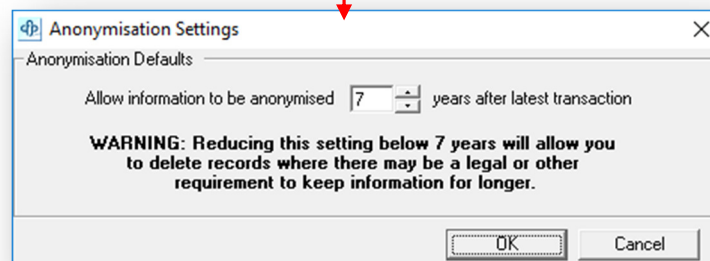 Anonymisation Settings
Anonymisation Defaults
Allow information to be anonymised 7 years after latest transaction
WARNING: Reducing this setting below 7 years will allow you
to delete records where there may be a legal or other
requirement to keep information for longer.
OK Cancel